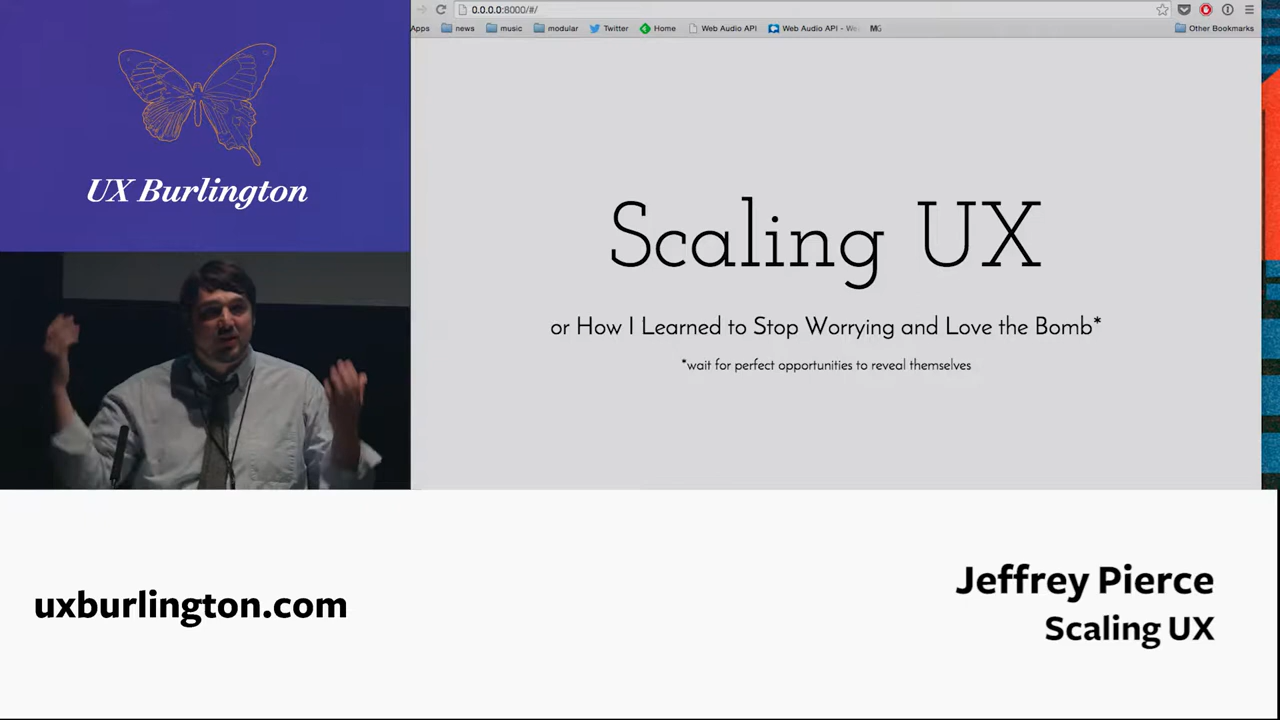 UX Burlington
0.0.0.0:8000/#/
Apps news music modular Twitter Home Web Audio API Web Audio API - We Other Bookmarks
Scaling UX
or How I Learned to Stop Worrying and Love the Bomb*
*wait for perfect opportunities to reveal themselves
uxburlington.com
Jeffrey Pierce
Scaling UX